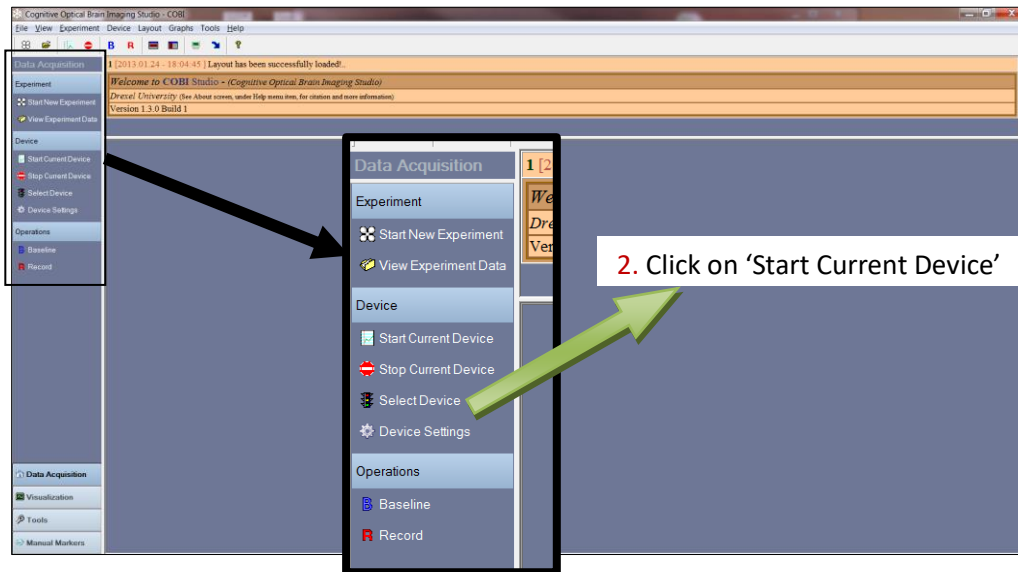 Cognitive Optical Brain Imaging Studio - COBI
File View Experiment Device Layout Graphs Tools Help
B R
Data Acquisition
1 [2013 01.24 - 18:04:45 ] Layout has been successfully loaded!..
Experiment
Welcome to COBI Studio - (Cognitive Optical Brain Imaging Studio)
Drexel University (See About screen, under Help menu item, for citation and more information)
Version 1.3.0 Build 1
Start New Experiment
View Experiment Data
Device
Start Current Device
Stop Current Device
Select Device
Device Settings
Operations
B Baseline
R Record
Data Acquisition
Visualization
Tools
Manual Markers
Data Acquisition
1 [2
Experiment
We
Dre
Ver
Start New Experiment
View Experiment Data
Device
Start Current Device
Stop Current Device
Select Device
Device Settings
Operations
B Baseline
R Record
2. Click on ‘Start Current Device’